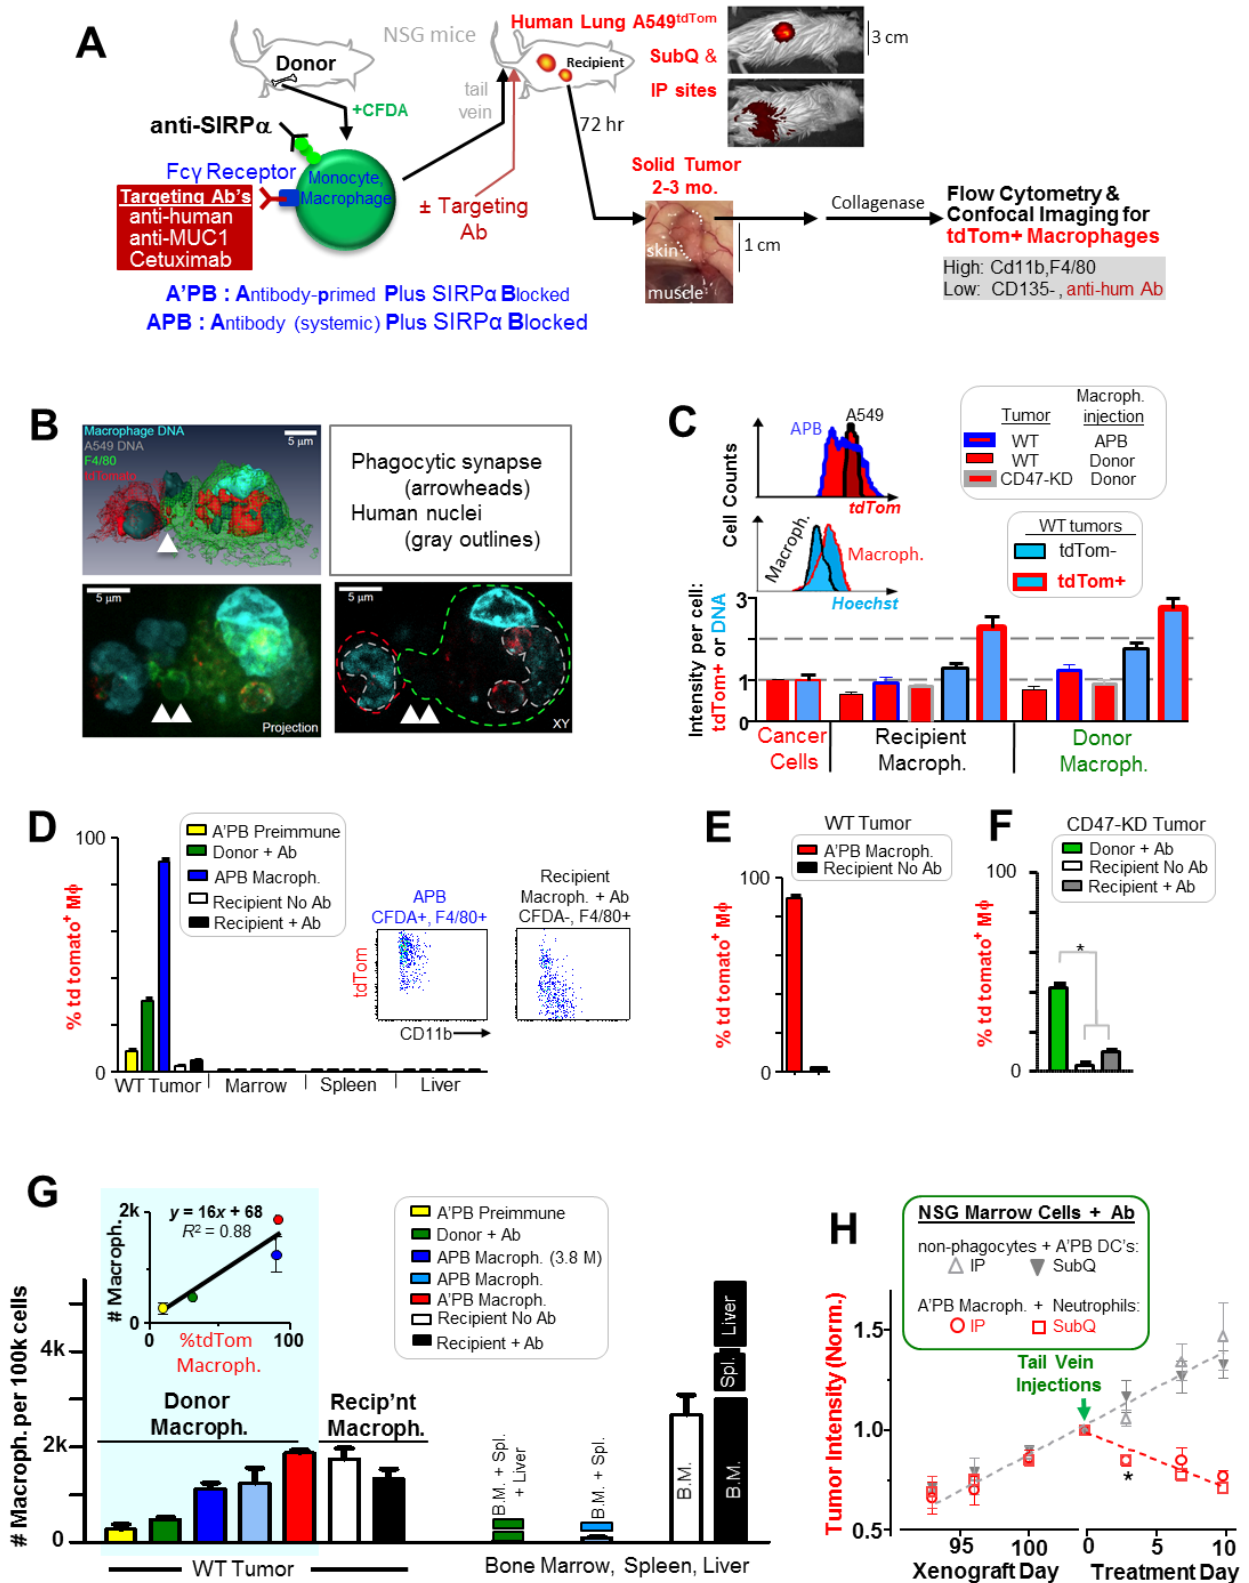 A
NSG mice
Human Lung A549tdTom
Donor
Recipient
SubQ &
IP sites
3 cm
+CFDA
tail
vein
72 hr
anti-SIRPα
Fcγ Receptor
Monocyte,
Macrophage
Targeting Ab's
anti-human
anti-MUC1
Cetuximab
± Targeting
Ab
Solid Tumor
2-3 mo.
skin
muscle
1 cm
Collagenase
Flow Cytometry &
Confocal Imaging for
tdTom+ Macrophages
High: Cd11b,F4/80
Low: CD135-, anti-hum Ab
A'PB : Antibody-primed Plus SIRPα Blocked
APB : Antibody (systemic) Plus SIRPα Blocked
B
Macrophage DNA
A549 DNA
F4/80
tdTomato
5 µm
Phagocytic synapse
(arrowheads)
Human nuclei
(gray outlines)
5 µm
Projection
5 µm
XY
C
APB
A549
Cell Counts
tdTom
Macroph.
Macroph.
Hoechst
Tumor
Macroph.
injection
WT APB
WT Donor
CD47-KD Donor
WT tumors
tdTom-
tdTom+
Intensity per cell:
tdTom+ or DNA
3
1
0
Cancer
Cells
Recipient
Macroph.
Donor
Macroph.
D
% td tomato+ Mϕ
100
0
A'PB Preimmune
Donor + Ab
APB Macroph.
Recipient No Ab
Recipient + Ab
WT Tumor
Marrow
Spleen
Liver
APB
CFDA+, F4/80+
Recipient
Macroph. + Ab
CFDA-, F4/80+
tdTom
CD11b
E
WT Tumor
A'PB Macroph.
Recipient No Ab
% td tomato+ Mϕ
100
0
F
CD47-KD Tumor
Donor + Ab
Recipient No Ab
Recipient + Ab
% td tomato+ Mϕ
100
0
*
G
# Macroph. per 100k cells
4k
2k
0
# Macroph.
2k
0
y = 16x + 68
R² = 0.88
0
100
%tdTom
Macroph.
A'PB Preimmune
Donor + Ab
APB Macroph. (3.8 M)
APB Macroph.
A'PB Macroph.
Recipient No Ab
Recipient + Ab
Donor
Macroph.
Recip'nt
Macroph.
B.M. + Spl.
+ Liver
B.M. + Spl.
B.M.
Liver
Spl.
B.M.
WT Tumor
Bone Marrow, Spleen, Liver
H
NSG Marrow Cells + Ab
non-phagocytes + A'PB DC's:
IP SubQ
A'PB Macroph. + Neutrophils:
IP SubQ
Tail Vein
Injections
Tumor Intensity (Norm.)
1.5
1.0
0.5
*
95 100 0 5 10
Xenograft Day
Treatment Day